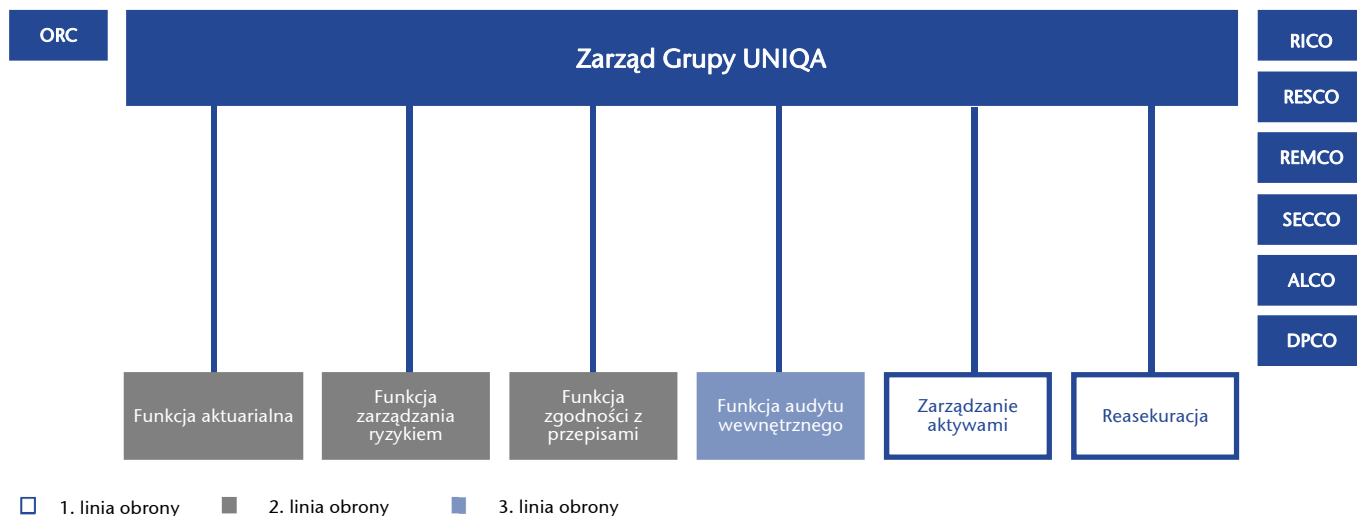 ORC
Zarząd Grupy UNIQA
RICO
RESCO
REMCO
SECCO
ALCO
DPCO
Funkcja aktuarialna
Funkcja
zarządzania
ryzykiem
Funkcja
zgodności z
przepisami
Funkcja audytu
wewnętrznego
Zarządzanie
aktywami
Reasekuracja
1. linia obrony
2. linia obrony
3. linia obrony